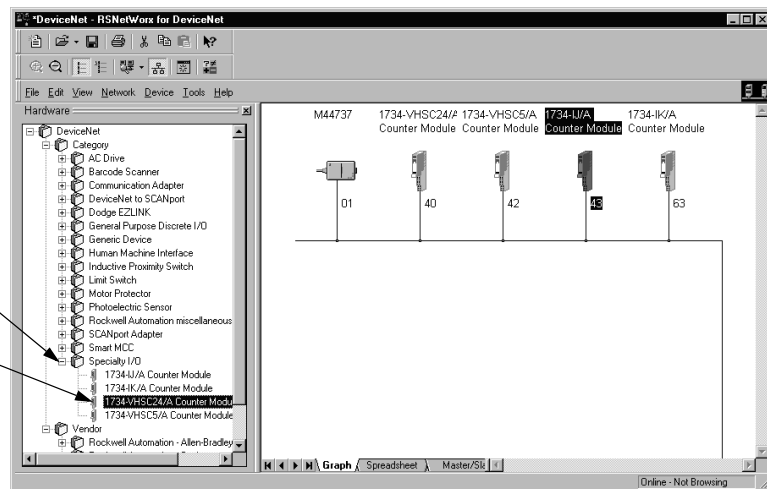 *DeviceNet - RSNetWorx for DeviceNet
File Edit View Network Device Tools Help
Hardware
DeviceNet
Category
AC Drive
Barcode Scanner
Communication Adapter
DeviceNet to SCANport
Dodge EZLINK
General Purpose Discrete I/O
Generic Device
Human Machine Interface
Inductive Proximity Switch
Limit Switch
Motor Protector
Photoelectric Sensor
Rockwell Automation miscellaneous
SCANport Adapter
Smart MCC
Specialty I/O
1734-IJ/A Counter Module
1734-IK/A Counter Module
1734-VHSC24/A Counter Modu
1734-VHSC5/A Counter Module
Vendor
Rockwell Automation - Allen-Bradley
M44737
1734-VHSC24/A
Counter Module
1734-VHSC5/A
Counter Module
1734-IJ/A
Counter Module
1734-IK/A
Counter Module
01
40
42
43
63
Graph Spreadsheet Master/Sla
Online - Not Browsing